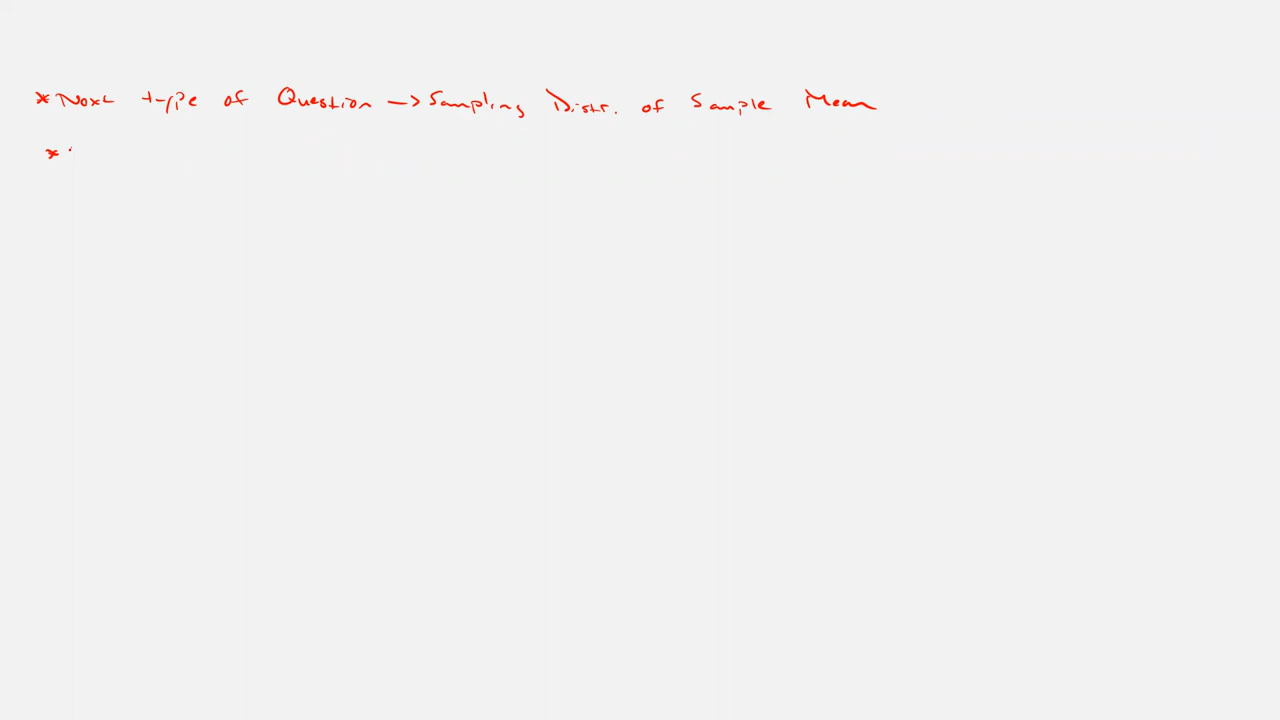 * Next type of Question -> Sampling Distr. of Sample Mean
*